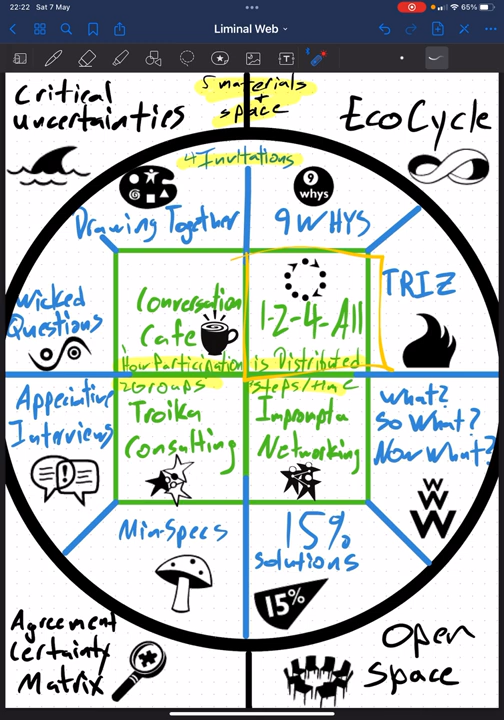 22:22 Sat 7 May
65%
Liminal Web
Critical
uncertainties
5 materials
+
space
EcoCycle
4 Invitations
9
whys
Drawing Together
9 WHYS
Wicked
Questions
Conversation
Cafe
1-2-4-All
TRIZ
How Participation is Distributed
2 Groups
steps/time
Appreciative
Interviews
Troika
Consulting
Impromptu
Networking
What?
So What?
Now What?
W
W
W
Min-Specs
15%
Solutions
15%
Agreement
Certainty
Matrix
Open
Space